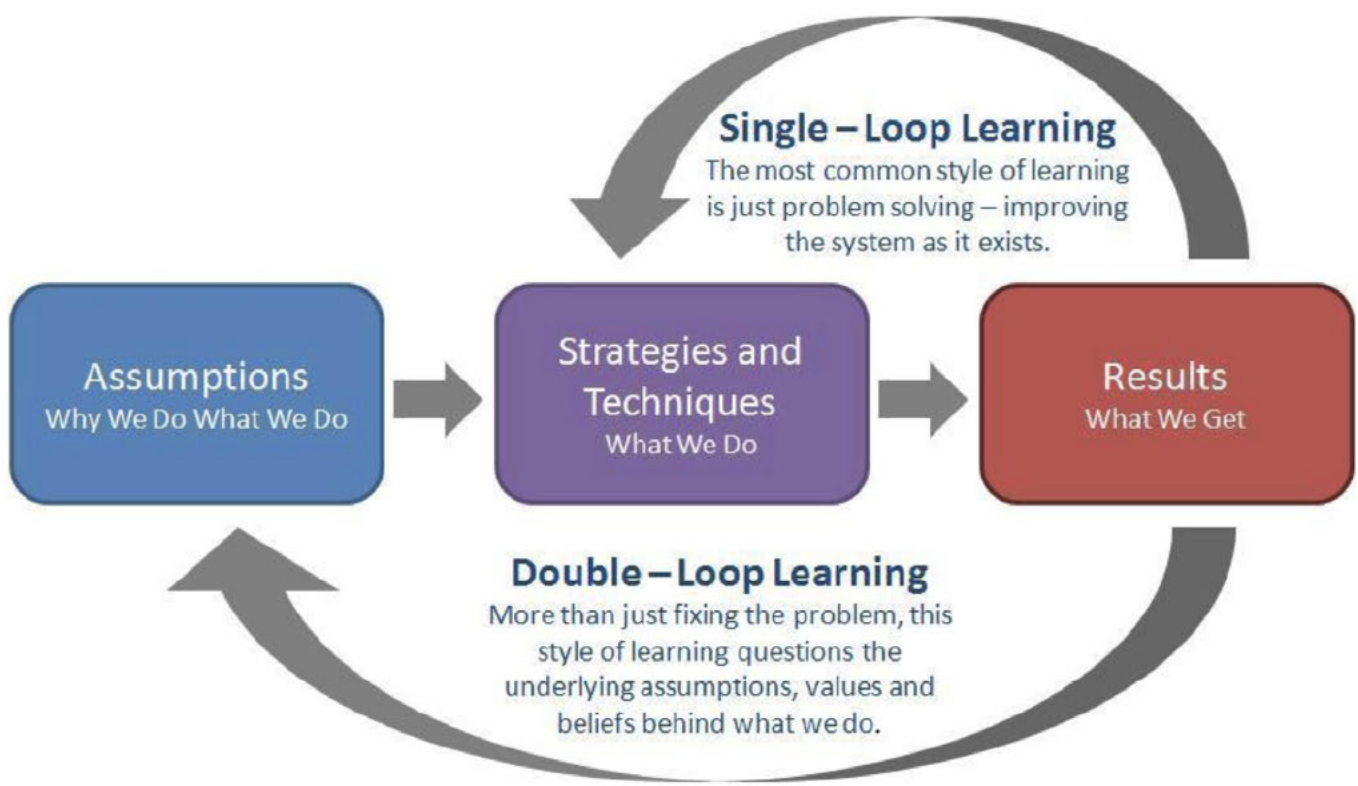 Single – Loop Learning
The most common style of learning
is just problem solving – improving
the system as it exists.
Assumptions
Why We Do What We Do
Strategies and
Techniques
What We Do
Results
What We Get
Double – Loop Learning
More than just fixing the problem, this
style of learning questions the
underlying assumptions, values and
beliefs behind what we do.